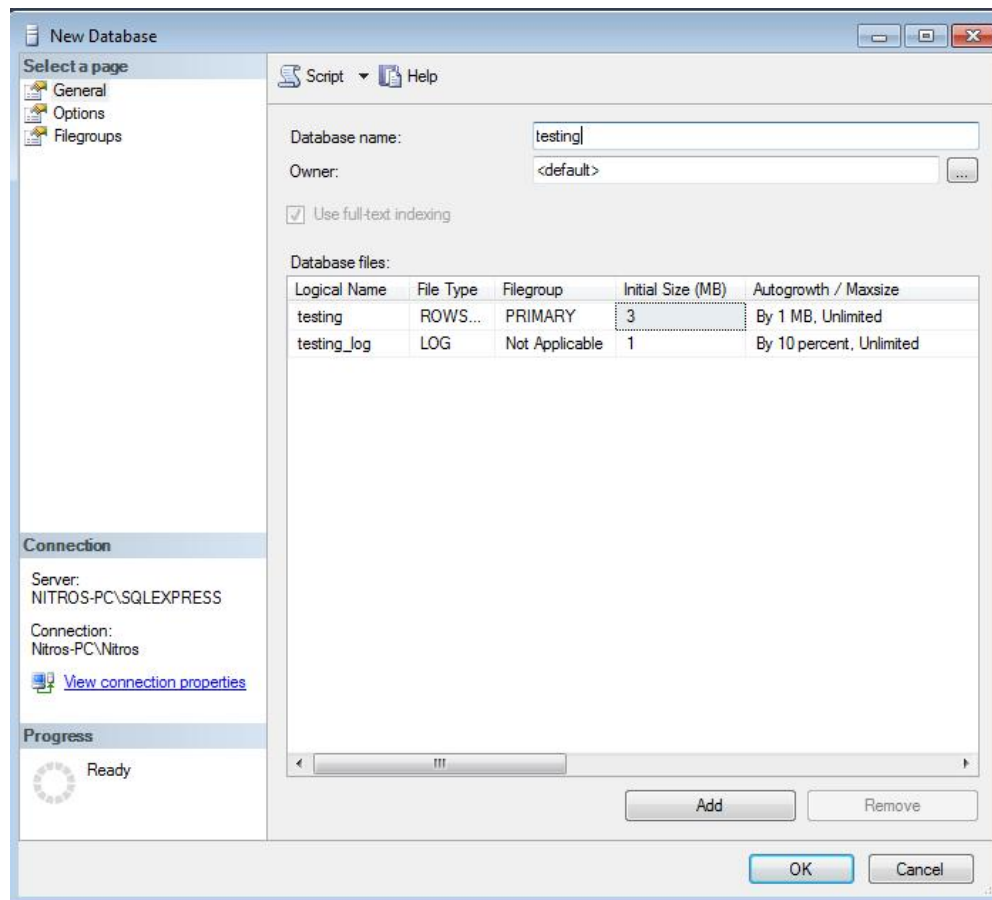 New Database
Select a page
General
Options
Filegroups
Script Help
Database name: testing
Owner: <default> ...
Use full-text indexing
Database files:
Logical Name File Type Filegroup Initial Size (MB) Autogrowth / Maxsize
testing ROWS... PRIMARY 3 By 1 MB, Unlimited
testing_log LOG Not Applicable 1 By 10 percent, Unlimited
Connection
Server:
NITROS-PC\SQLEXPRESS
Connection:
Nitros-PC\Nitros
View connection properties
Progress
Ready
Add Remove
OK Cancel